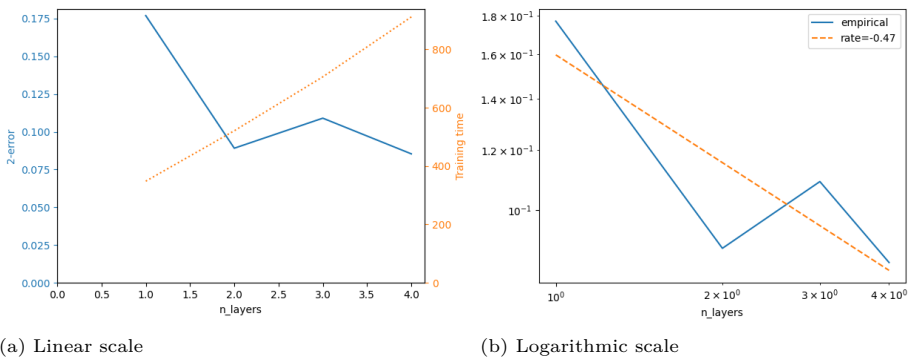 0.175
0.150
0.125
0.100
0.075
0.050
0.025
0.000
2-error
0.0 0.5 1.0 1.5 2.0 2.5 3.0 3.5 4.0
n_layers
800
600
400
200
0
Training time
(a) Linear scale
1.8 × 10⁻¹
1.6 × 10⁻¹
1.4 × 10⁻¹
1.2 × 10⁻¹
10⁻¹
empirical
rate=-0.47
10⁰ 2 × 10⁰ 3 × 10⁰ 4 × 10⁰
n_layers
(b) Logarithmic scale